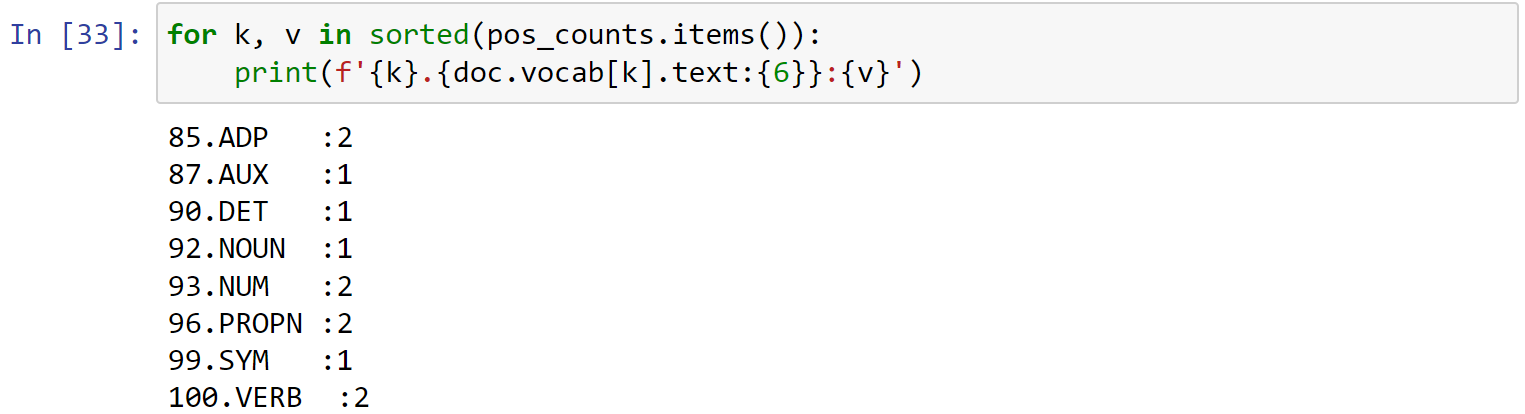 In [33]: for k, v in sorted(pos_counts.items()):
    print(f'{k}.{doc.vocab[k].text:{6}}:{v}')
85.ADP   :2
87.AUX   :1
90.DET   :1
92.NOUN  :1
93.NUM   :2
96.PROPN :2
99.SYM   :1
100.VERB  :2